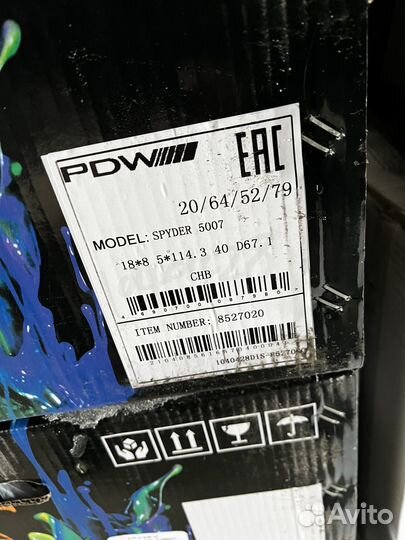 PDW
EAC
20/64/52/79
MODEL: SPYDER 5007
18*8 5*114.3 40 D67.1
CHB
ITEM NUMBER: 8527020
Avito